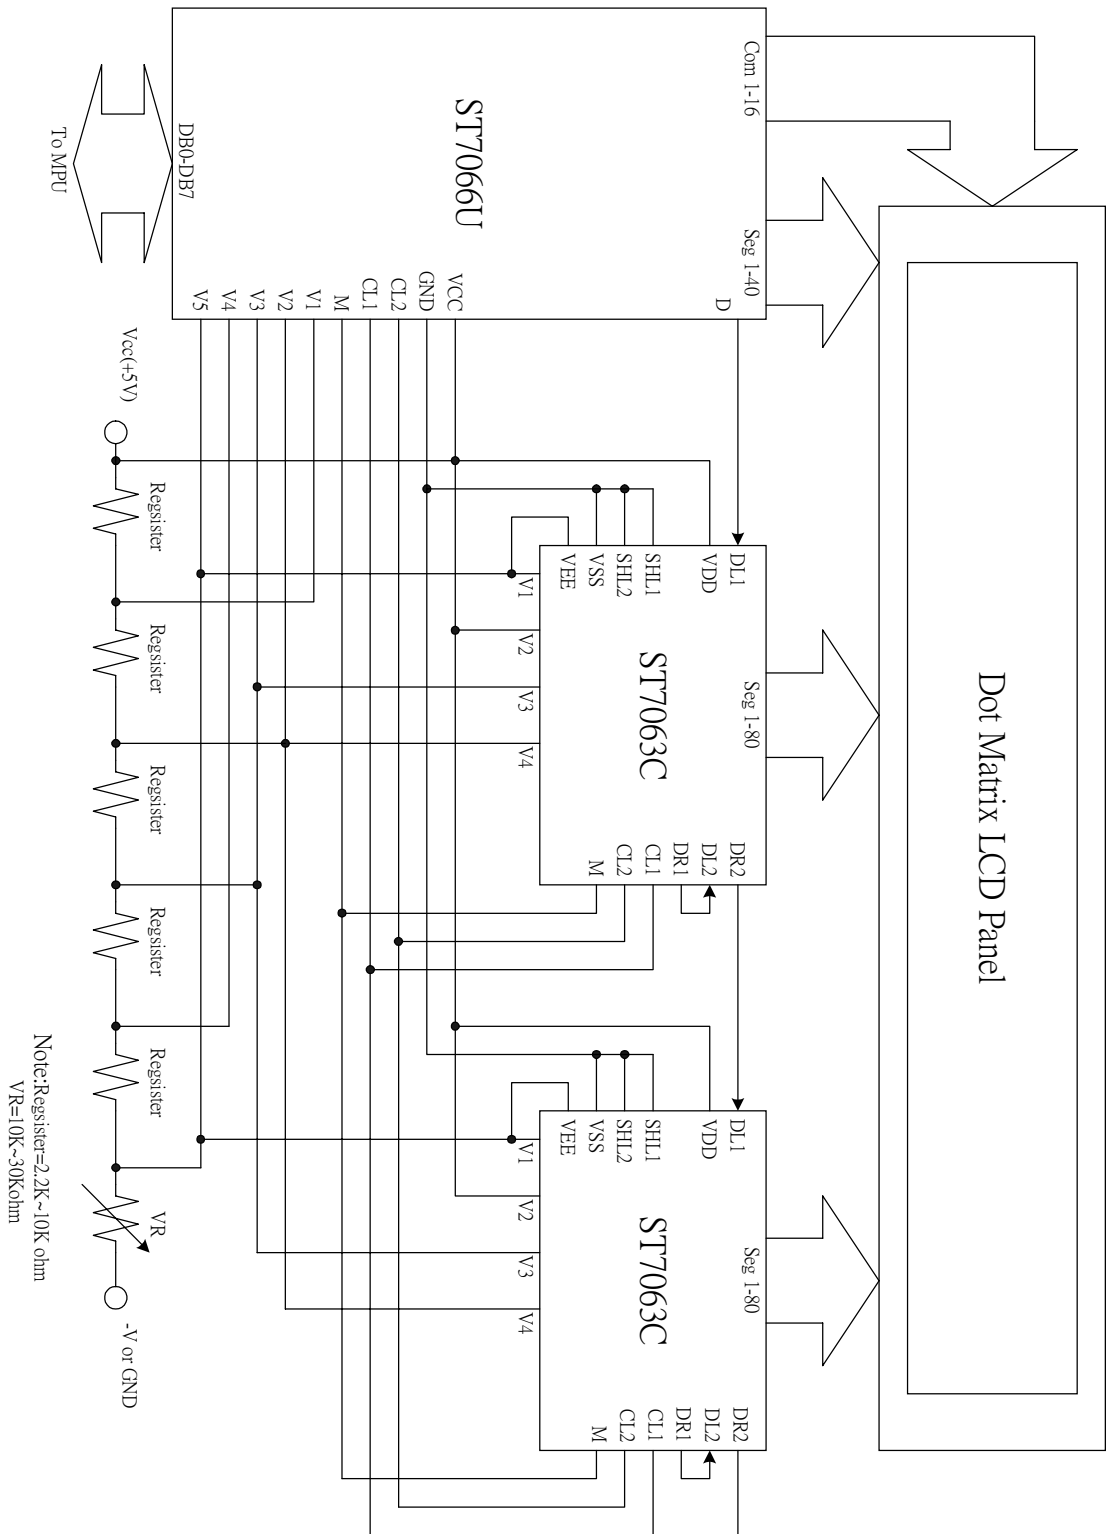 Dot Matrix LCD Panel
Com 1-16
Seg 1-40
D
ST7066U
DB0-DB7
To MPU
VCC
GND
CL2
CL1
M
V1
V2
V3
V4
V5
Seg 1-80
DL1
VDD
SHL1
SHL2
VSS
VEE
V1
V2
V3
V4
ST7063C
DR2
DL2
DR1
CL1
CL2
M
Seg 1-80
DL1
VDD
SHL1
SHL2
VSS
VEE
V1
V2
V3
V4
ST7063C
DR2
DL2
DR1
CL1
CL2
M
Vcc(+5V)
Regsister
Regsister
Regsister
Regsister
Regsister
VR
-V or GND
Note:Regsister=2.2K~10K ohm
VR=10K~30Kohm